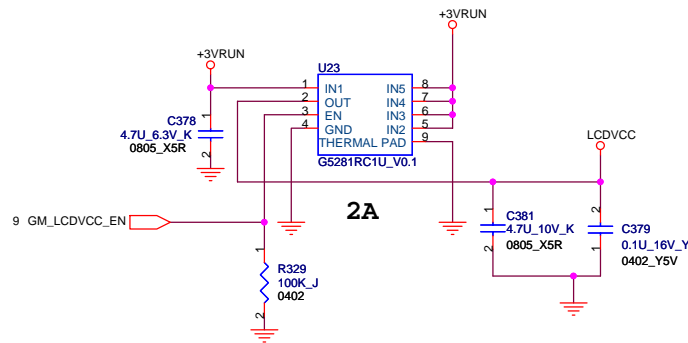 +3VRUN
+3VRUN
U23
1 IN1 IN5 8
2 OUT IN4 7
3 EN IN3 6
4 GND IN2 5
THERMAL PAD 9
G5281RC1U_V0.1
1
C378
4.7U_6.3V_K
0805_X5R
2
LCDVCC
2A
9 GM_LCDVCC_EN
1
C381
4.7U_10V_K
0805_X5R
2
2
C379
0.1U_16V_Y
0402_Y5V
1
1
R329
100K_J
0402
2